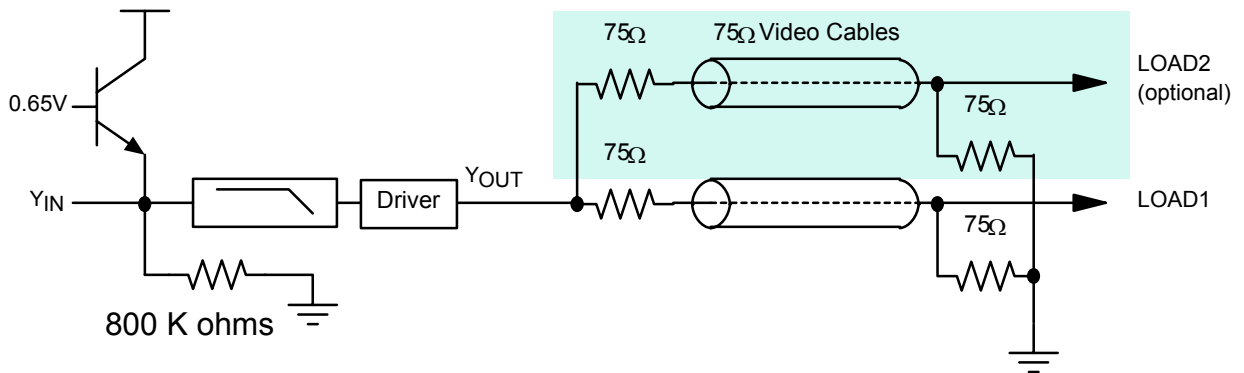 75Ω
75Ω Video Cables
LOAD2
(optional)
0.65V
75Ω
75Ω
YOUT
YIN
Driver
LOAD1
75Ω
800 K ohms